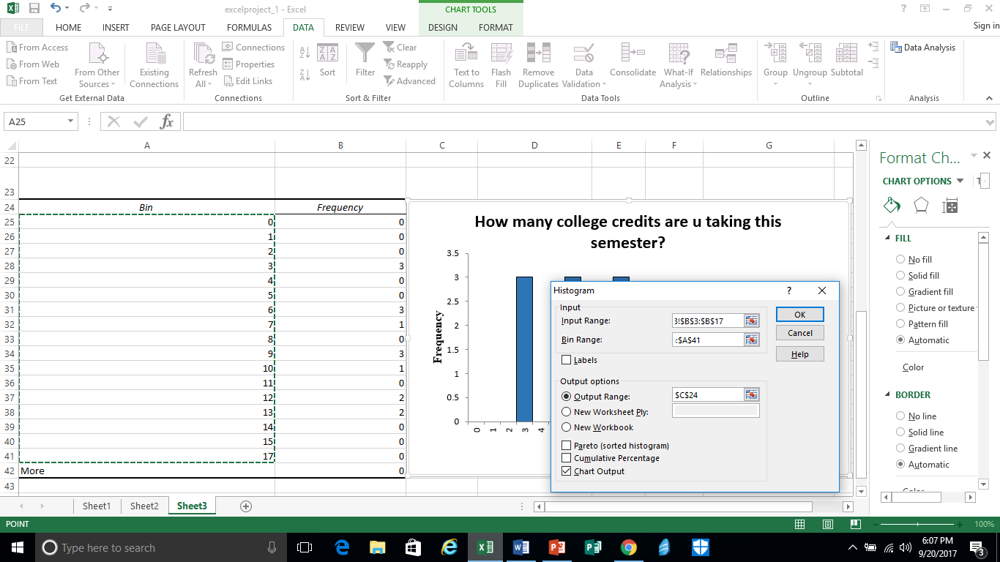 excelproject_1 - Excel
CHART TOOLS
?
FILE HOME INSERT PAGE LAYOUT FORMULAS DATA REVIEW VIEW DESIGN FORMAT
Sign in
From Access
From Web
From Text
From Other
Sources
Existing
Connections
Get External Data
Refresh
All
Connections
Properties
Edit Links
Connections
Sort
Filter
Clear
Reapply
Advanced
Sort & Filter
Text to
Columns
Flash
Fill
Remove
Duplicates
Data
Validation
Consolidate
What-If
Analysis
Relationships
Data Tools
Group
Ungroup
Subtotal
Outline
Data Analysis
Analysis
A25
fx
A B C D E F G
22
23
24 Bin Frequency
25 0 0
26 1 0
27 2 0
28 3 3
29 4 0
30 5 0
31 6 3
32 7 1
33 8 0
34 9 3
35 10 1
36 11 0
37 12 2
38 13 2
39 14 0
40 15 0
41 17 0
42 More 0
43
How many college credits are u taking this
semester?
3.5
3
2.5
2
1.5
1
0.5
0
Frequency
0 1 2 3 4
Histogram
?
Input
Input Range: 3!$B$3:$B$17
Bin Range: :$A$41
Labels
OK
Cancel
Help
Output options
Output Range: $C$24
New Worksheet Ply:
New Workbook
Pareto (sorted histogram)
Cumulative Percentage
Chart Output
Format Ch...
CHART OPTIONS
FILL
No fill
Solid fill
Gradient fill
Picture or texture
Pattern fill
Automatic
Color
BORDER
No line
Solid line
Gradient line
Automatic
Sheet1 Sheet2 Sheet3
POINT
100%
Type here to search
6:07 PM
9/20/2017
3